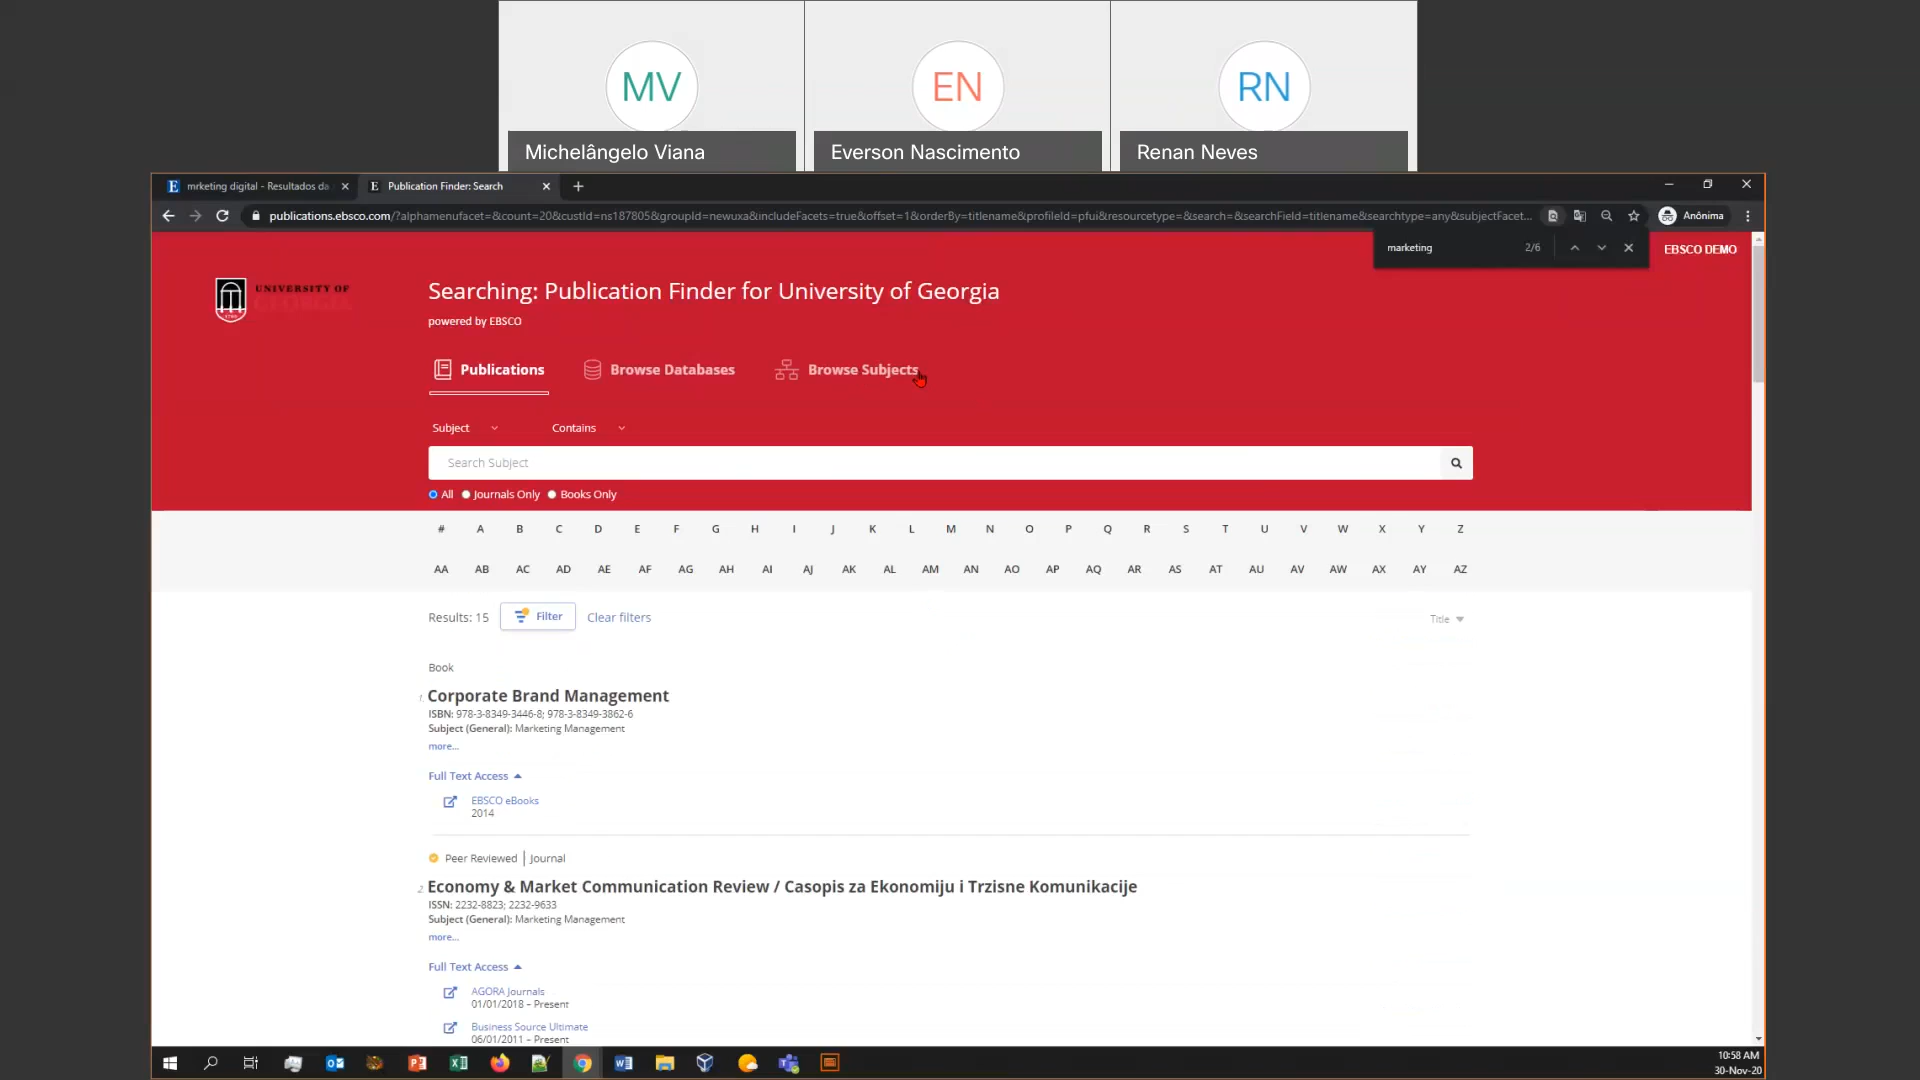 MV
EN
RN
Michelângelo Viana
Everson Nascimento
Renan Neves
mrketing digital - Resultados da
Publication Finder: Search
publications.ebsco.com/?alphamenufacet=&count=20&custId=ns187805&groupId=newuxa&includeFacets=true&offset=1&orderBy=titlename&profileId=pfui&resourcetype=&search=&searchField=titlename&searchtype=any&subjectFacet...
Anônima
marketing 2/6
EBSCO DEMO
UNIVERSITY OF
GEORGIA
Searching: Publication Finder for University of Georgia
powered by EBSCO
Publications Browse Databases Browse Subjects
Subject Contains
Search Subject
All Journals Only Books Only
# A B C D E F G H I J K L M N O P Q R S T U V W X Y Z
AA AB AC AD AE AF AG AH AI AJ AK AL AM AN AO AP AQ AR AS AT AU AV AW AX AY AZ
Results: 15 Filter Clear filters Title
Book
1. Corporate Brand Management
ISBN: 978-3-8349-3446-8; 978-3-8349-3862-6
Subject (General): Marketing Management
more...
Full Text Access
EBSCO eBooks
2014
Peer Reviewed | Journal
2. Economy & Market Communication Review / Casopis za Ekonomiju i Trzisne Komunikacije
ISSN: 2232-8823; 2232-9633
Subject (General): Marketing Management
more...
Full Text Access
AGORA Journals
01/01/2018 – Present
Business Source Ultimate
06/01/2011 – Present
10:58 AM
30-Nov-20